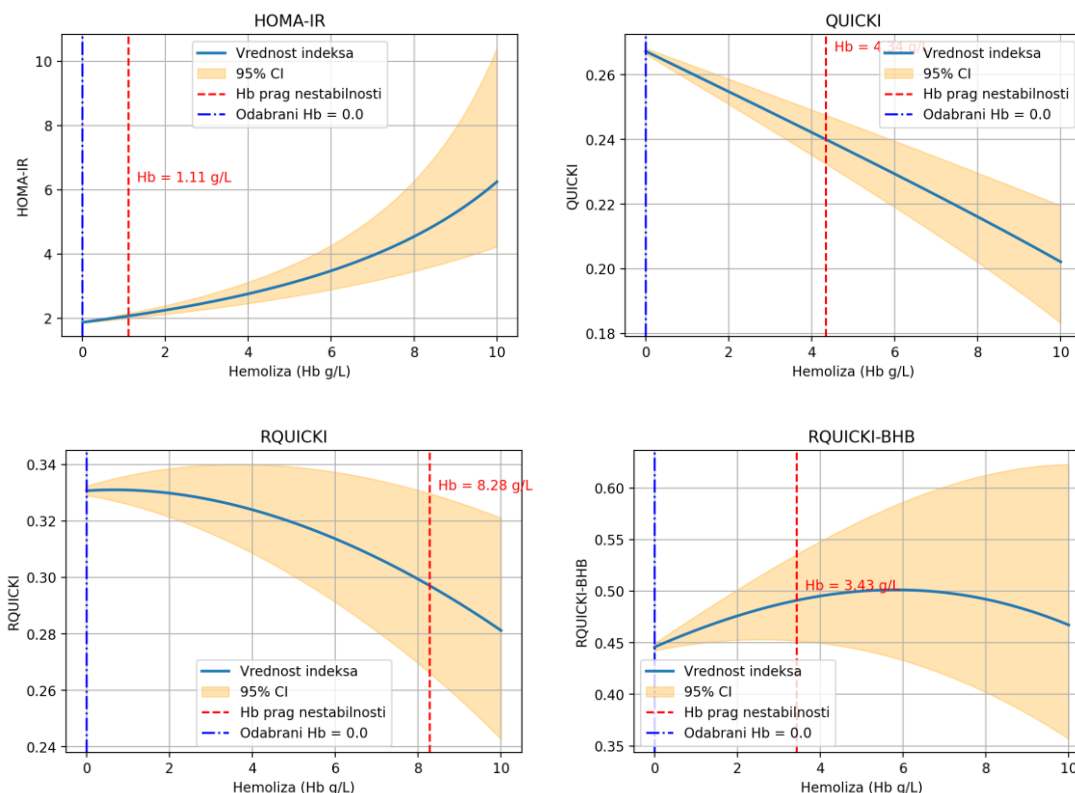 HOMA-IR
10
8
6
4
2
HOMA-IR
Vrednost indeksa
95% CI
Hb prag nestabilnosti
Odabrani Hb = 0.0
Hb = 1.11 g/L
0 2 4 6 8 10
Hemoliza (Hb g/L)
QUICKI
0.26
0.24
0.22
0.20
0.18
QUICKI
Hb = 4.34 g/L
Vrednost indeksa
95% CI
Hb prag nestabilnosti
Odabrani Hb = 0.0
0 2 4 6 8 10
Hemoliza (Hb g/L)
RQUICKI
0.34
0.32
0.30
0.28
0.26
0.24
RQUICKI
Hb = 8.28 g/L
Vrednost indeksa
95% CI
Hb prag nestabilnosti
Odabrani Hb = 0.0
0 2 4 6 8 10
Hemoliza (Hb g/L)
RQUICKI-BHB
0.60
0.55
0.50
0.45
0.40
0.35
RQUICKI-BHB
Hb = 3.43 g/L
Vrednost indeksa
95% CI
Hb prag nestabilnosti
Odabrani Hb = 0.0
0 2 4 6 8 10
Hemoliza (Hb g/L)